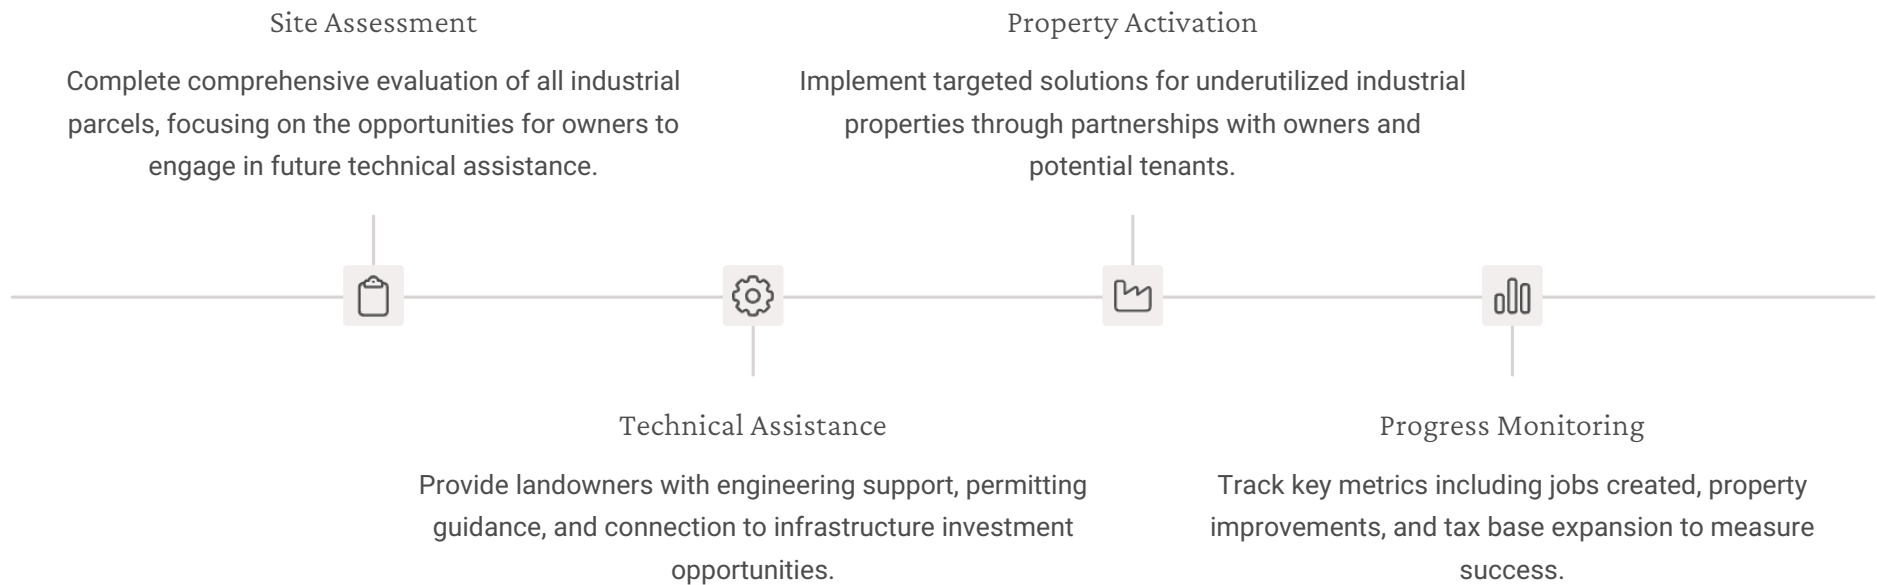 Site Assessment
Complete comprehensive evaluation of all industrial
parcels, focusing on the opportunities for owners to
engage in future technical assistance.
Technical Assistance
Provide landowners with engineering support, permitting
guidance, and connection to infrastructure investment
opportunities.
Property Activation
Implement targeted solutions for underutilized industrial
properties through partnerships with owners and
potential tenants.
Progress Monitoring
Track key metrics including jobs created, property
improvements, and tax base expansion to measure
success.